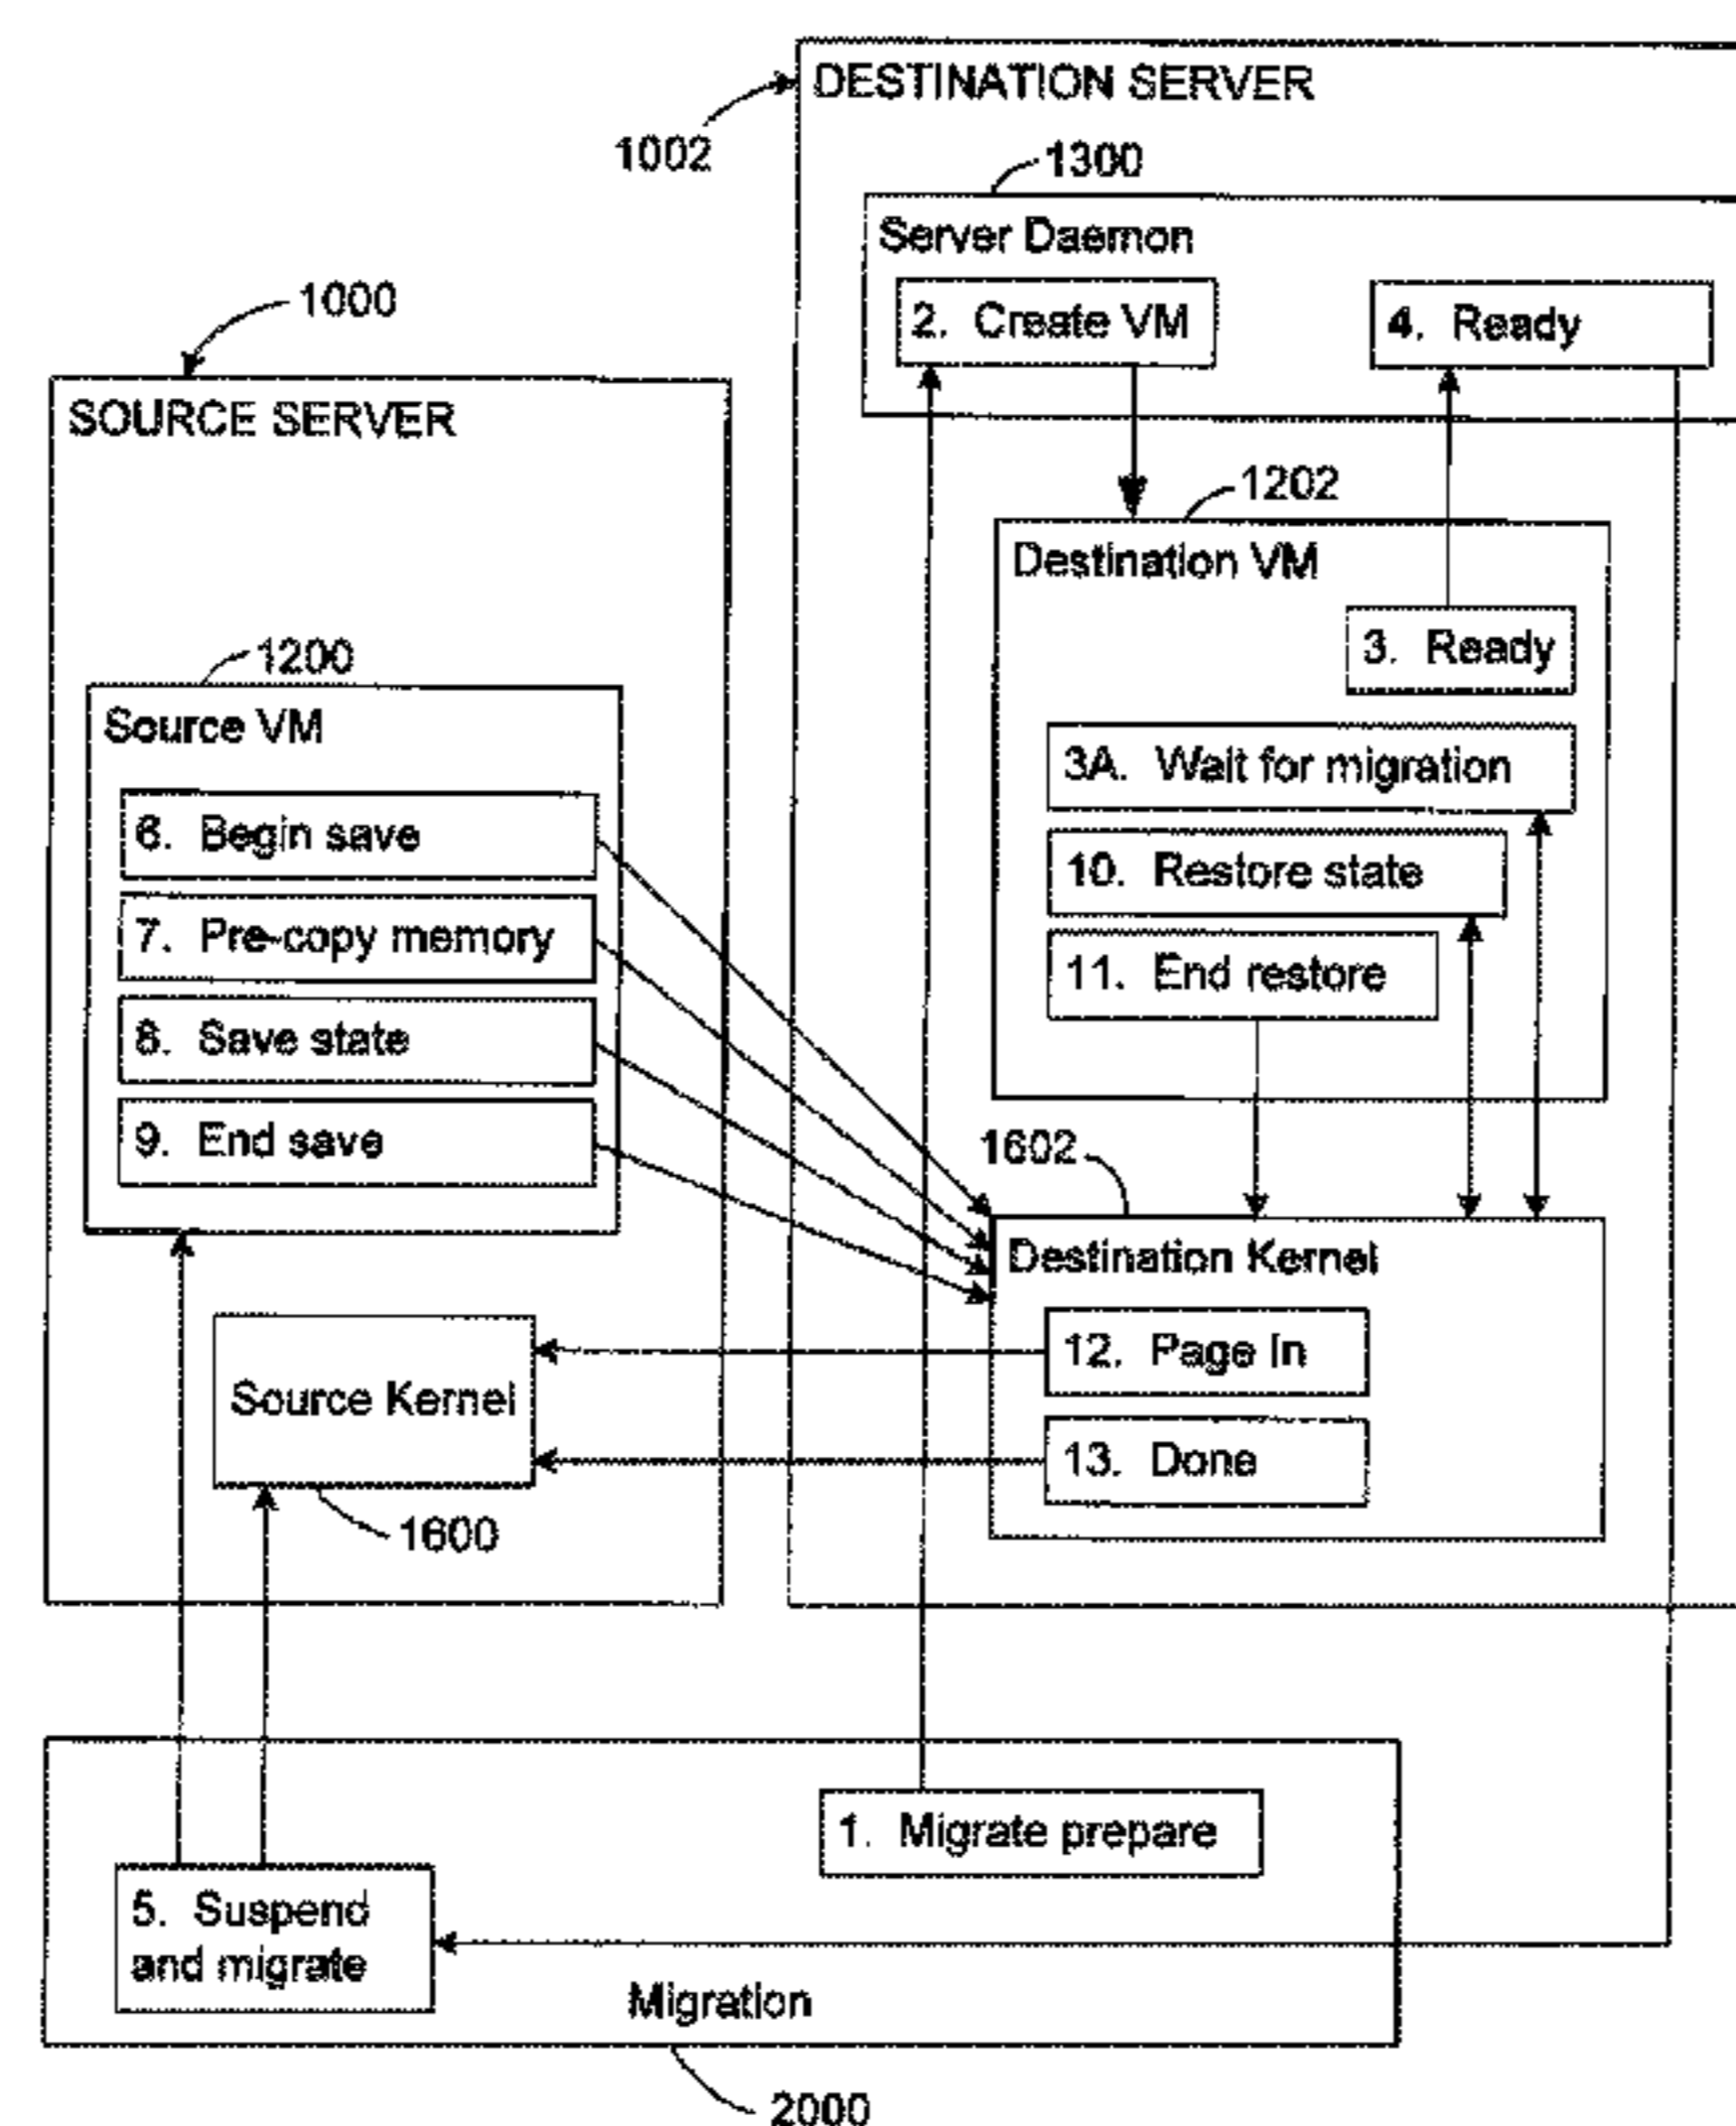 DESTINATION SERVER
1002
1300
Server Daemon
2. Create VM
4. Ready
1000
SOURCE SERVER
1202
Destination VM
3. Ready
1200
Source VM
3A. Wait for migration
6. Begin save
10. Restore state
7. Pre-copy memory
11. End restore
8. Save state
9. End save
1602
Destination Kernel
12. Page In
Source Kernel
13. Done
1600
1. Migrate prepare
5. Suspend
and migrate
Migration
2000